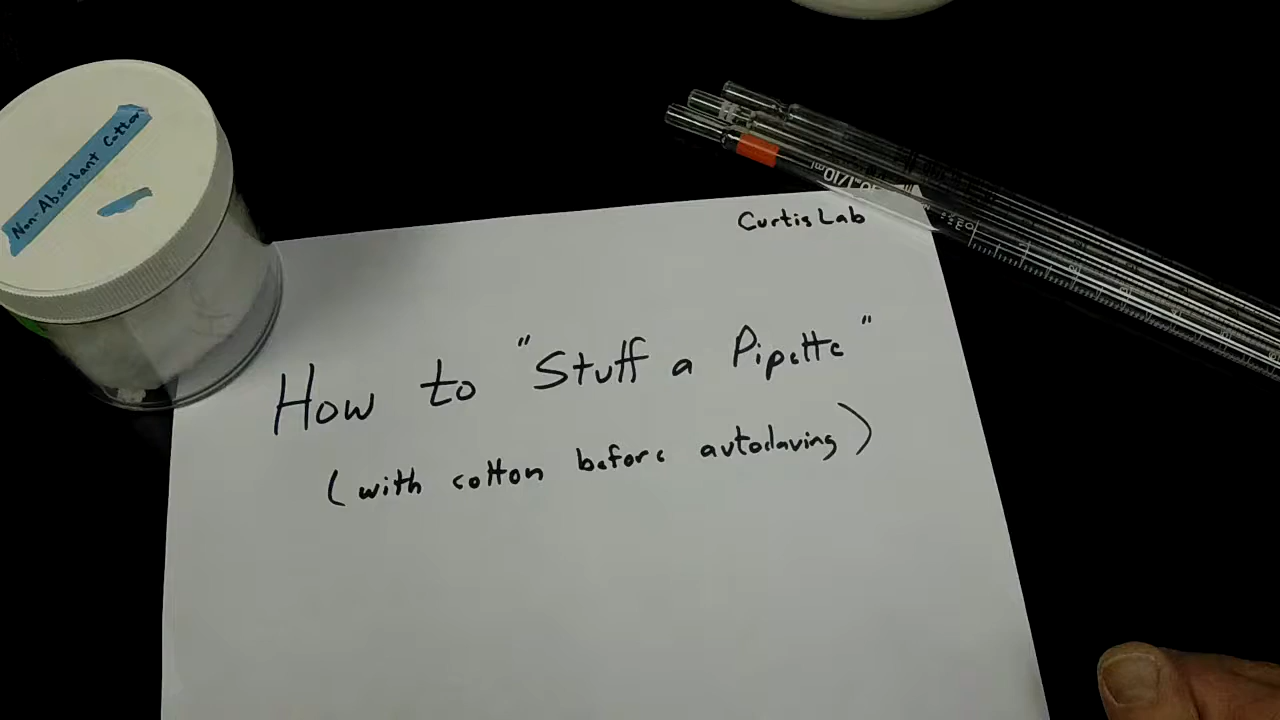 Non-Absorbant Cotton
Curtis Lab
How to "Stuff a Pipette"
(with cotton before autoclaving)